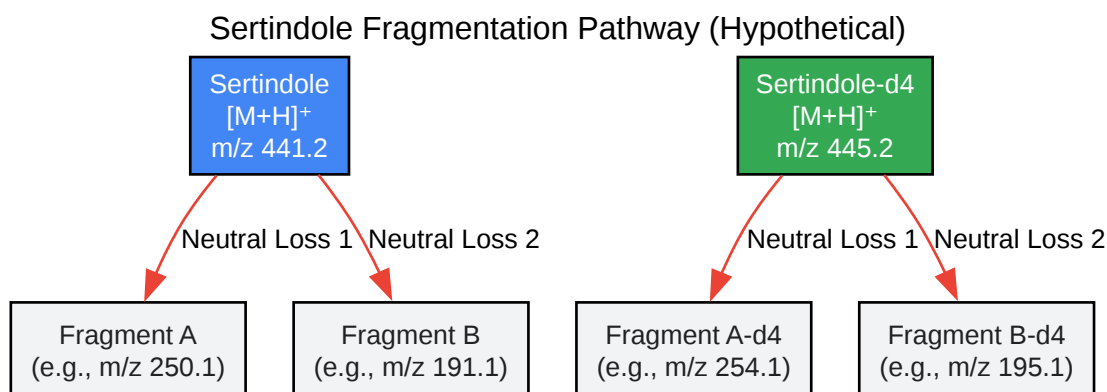 Sertindole Fragmentation Pathway (Hypothetical)
Sertindole
[M+H]⁺
m/z 441.2
Sertindole-d4
[M+H]⁺
m/z 445.2
Neutral Loss 1
Neutral Loss 2
Neutral Loss 1
Neutral Loss 2
Fragment A
(e.g., m/z 250.1)
Fragment B
(e.g., m/z 191.1)
Fragment A-d4
(e.g., m/z 254.1)
Fragment B-d4
(e.g., m/z 195.1)